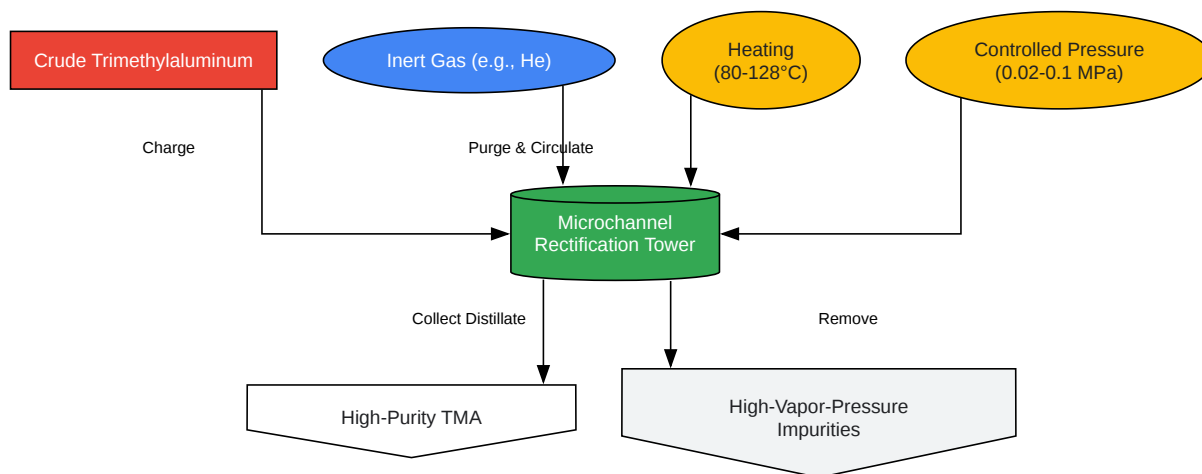 Crude Trimethylaluminum
Inert Gas (e.g., He)
Heating
(80-128°C)
Controlled Pressure
(0.02-0.1 MPa)
Charge
Purge & Circulate
Microchannel
Rectification Tower
Collect Distillate
Remove
High-Purity TMA
High-Vapor-Pressure
Impurities